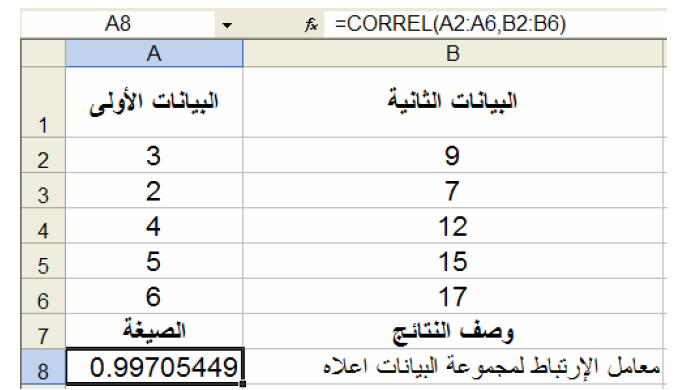 A8 fx =CORREL(A2:A6,B2:B6)
A B
1 البيانات الأولى البيانات الثانية
2 3 9
3 2 7
4 4 12
5 5 15
6 6 17
7 الصيغة وصف النتائج
8 0.99705449 معامل الإرتباط لمجموعة البيانات اعلاه